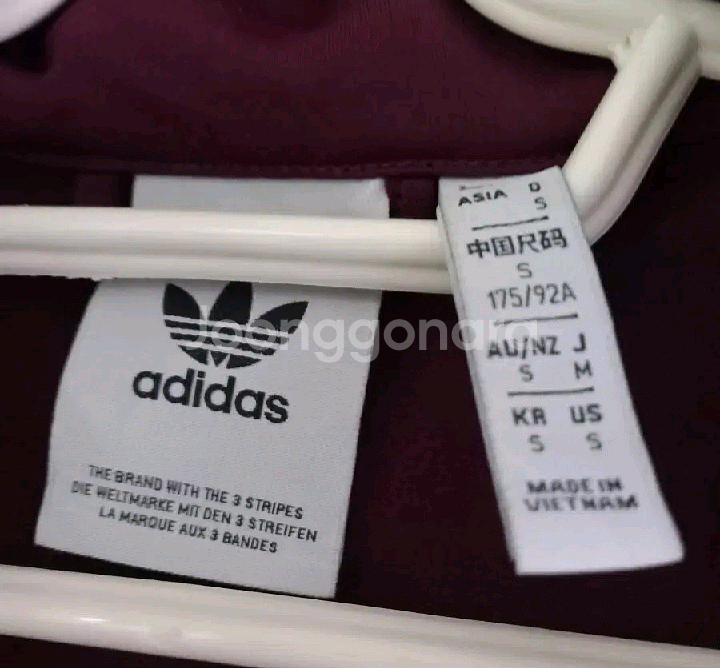 adidas
THE BRAND WITH THE 3 STRIPES
DIE WELTMARKE MIT DEN 3 STREIFEN
LA MARQUE AUX 3 BANDES
ASIA D
S
中国尺码
S
175/92A
AU/NZ J
S M
KR US
S S
MADE IN
VIETNAM
Joonggonara